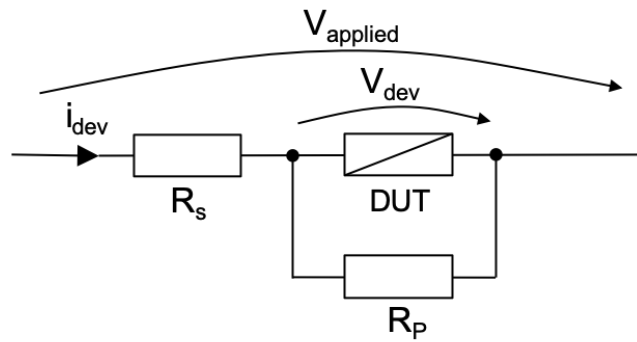 V_applied
V_dev
i_dev
R_s
DUT
R_P